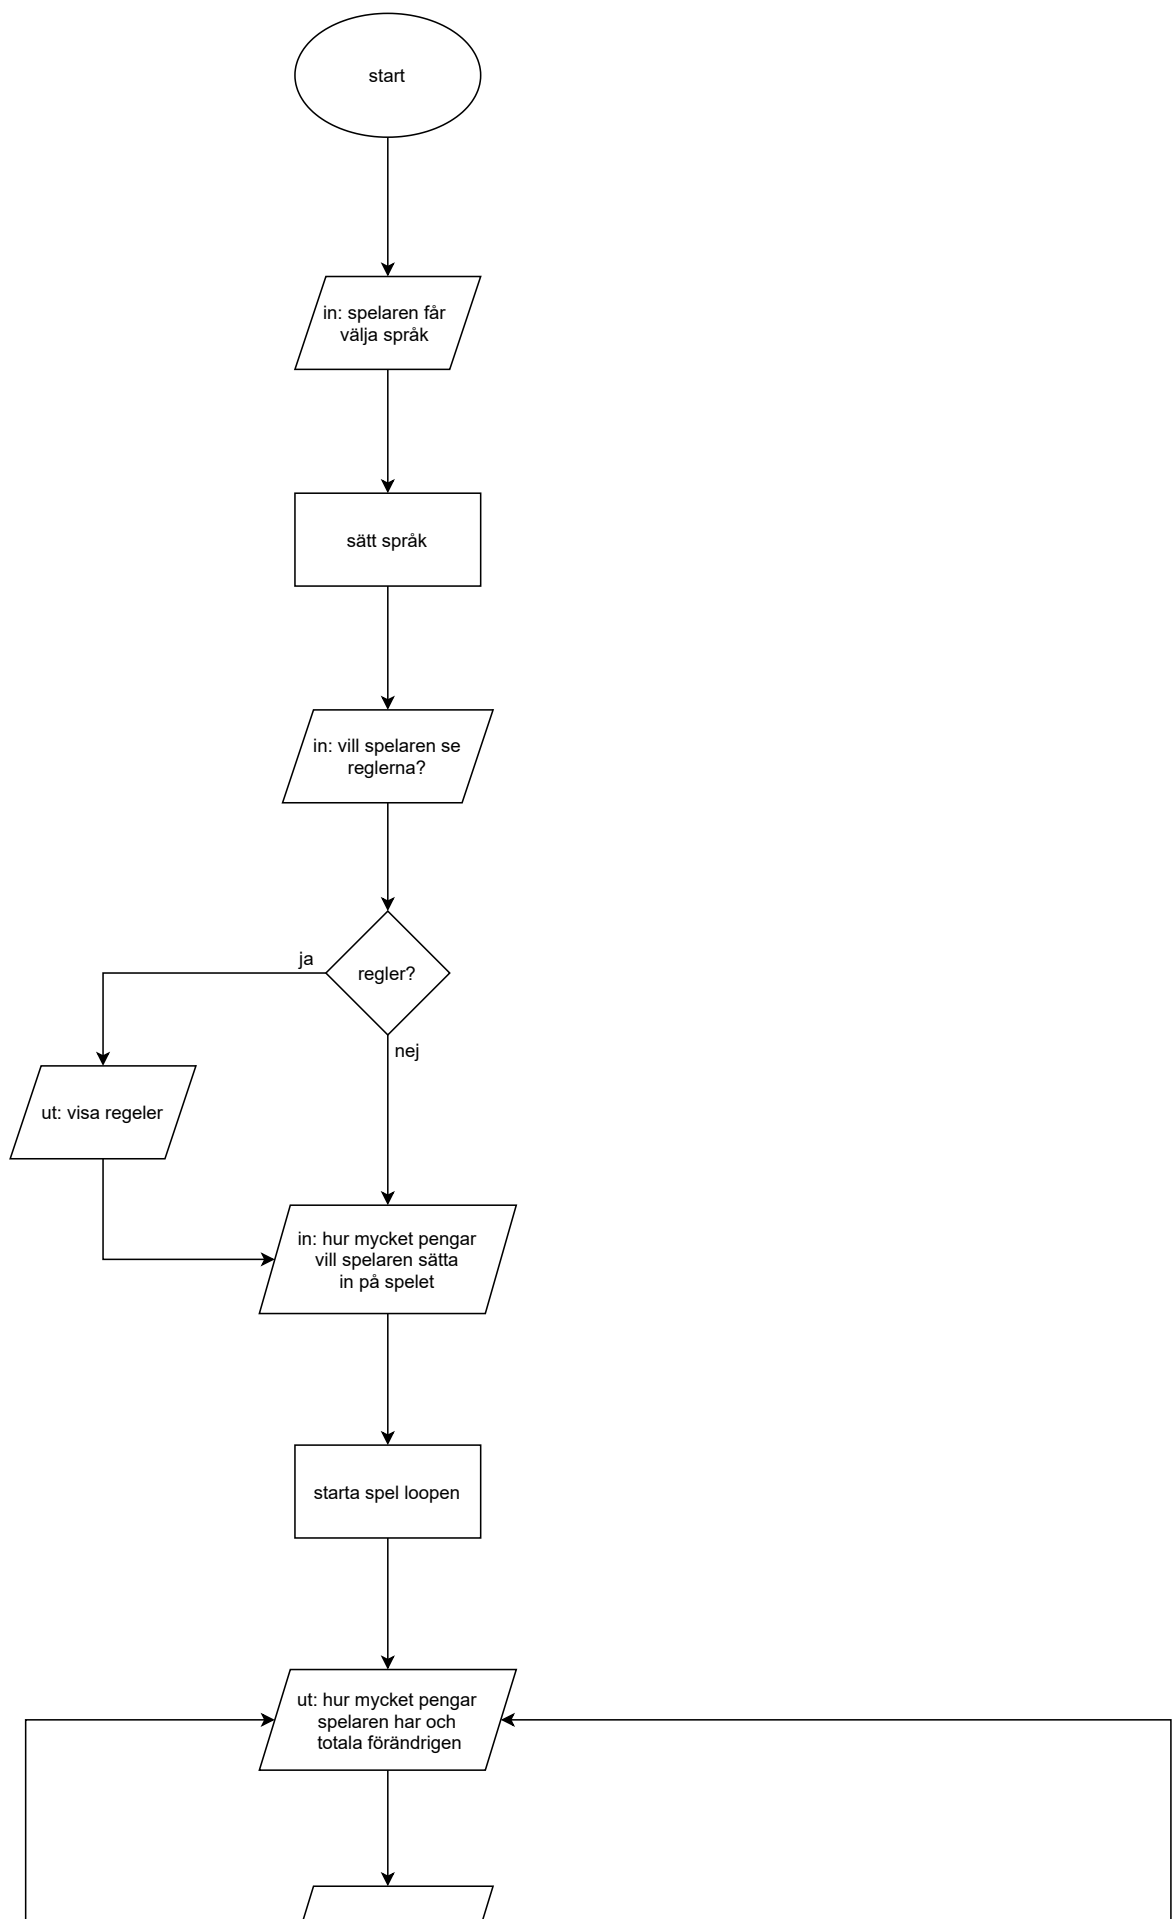 start
in: spelaren får
välja språk
sätt språk
in: vill spelaren se
reglerna?
regler?
ja
nej
ut: visa regeler
in: hur mycket pengar
vill spelaren sätta
in på spelet
starta spel loopen
ut: hur mycket pengar
spelaren har och
totala förändrigen